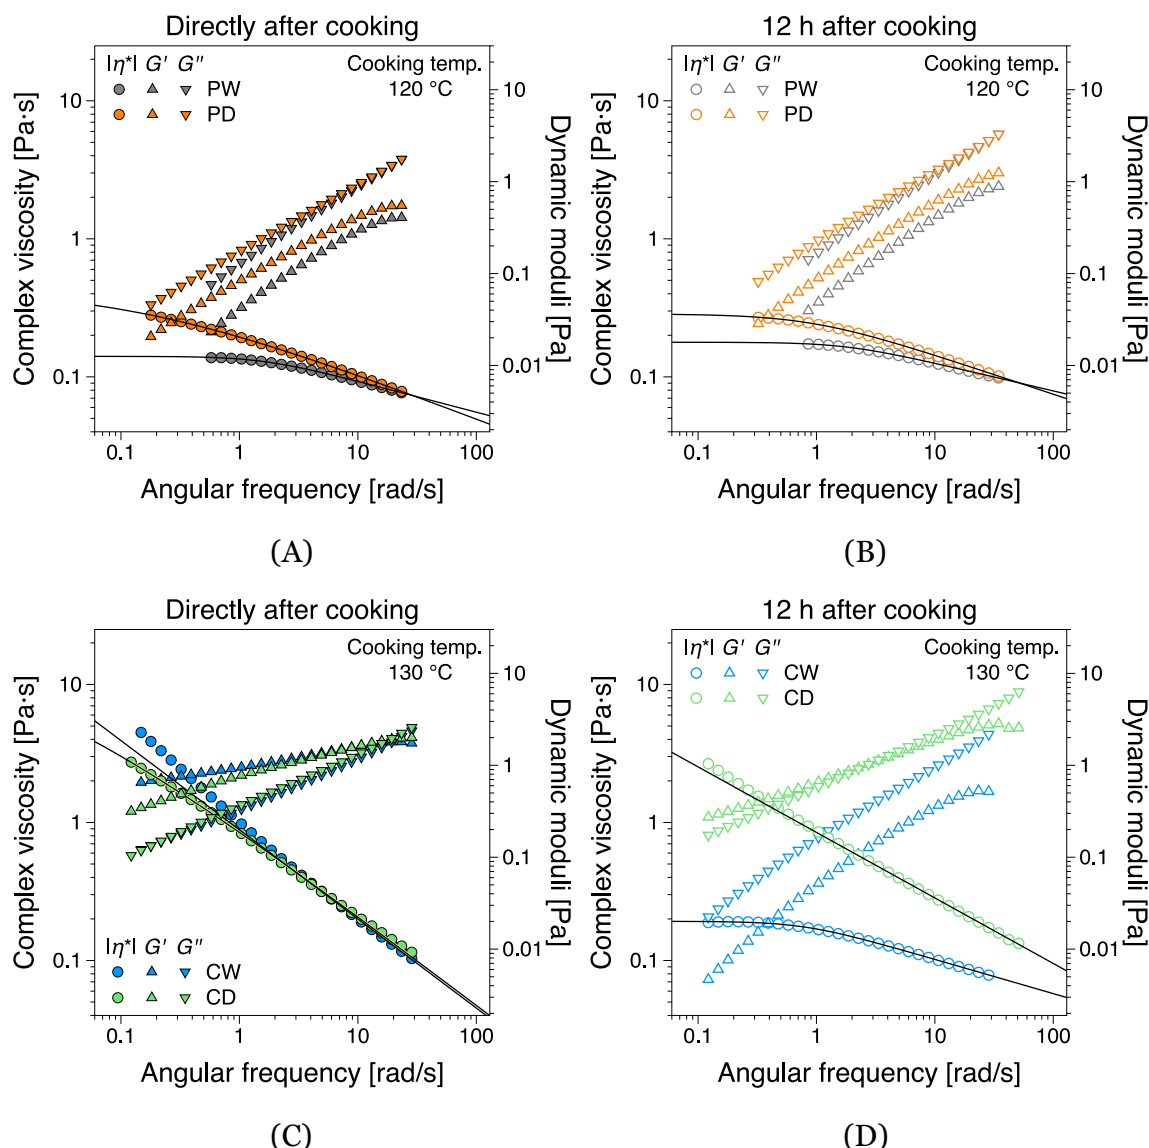 Directly after cooking
|η*| G′ G″
PW
PD
Cooking temp.
120 °C
Complex viscosity [Pa·s]
10
1
0.1
Dynamic moduli [Pa]
10
1
0.1
0.01
0.1 1 10 100
Angular frequency [rad/s]
(A)
12 h after cooking
|η*| G′ G″
PW
PD
Cooking temp.
120 °C
Complex viscosity [Pa·s]
10
1
0.1
Dynamic moduli [Pa]
10
1
0.1
0.01
0.1 1 10 100
Angular frequency [rad/s]
(B)
Directly after cooking
Cooking temp.
130 °C
Complex viscosity [Pa·s]
10
1
0.1
Dynamic moduli [Pa]
10
1
0.1
0.01
|η*| G′ G″
CW
CD
0.1 1 10 100
Angular frequency [rad/s]
(C)
12 h after cooking
|η*| G′ G″
CW
CD
Cooking temp.
130 °C
Complex viscosity [Pa·s]
10
1
0.1
Dynamic moduli [Pa]
10
1
0.1
0.01
0.1 1 10 100
Angular frequency [rad/s]
(D)